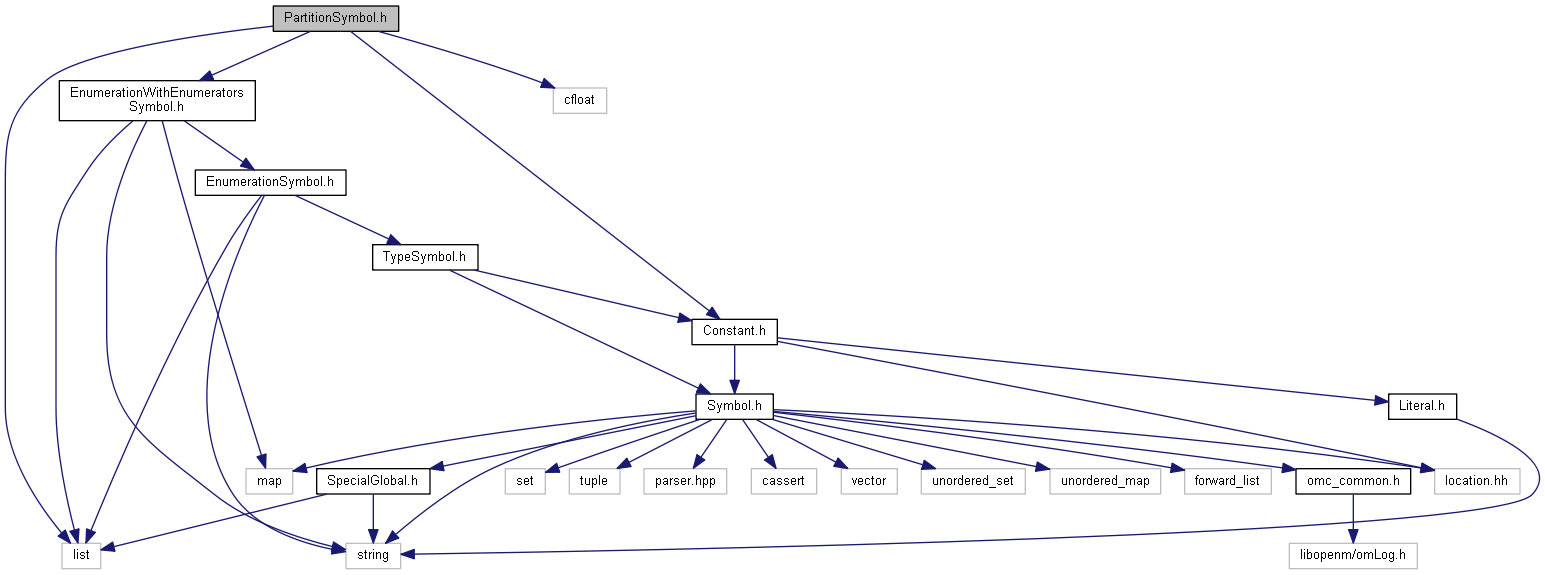 PartitionSymbol.h
EnumerationWithEnumerators
Symbol.h
cfloat
EnumerationSymbol.h
TypeSymbol.h
Constant.h
Symbol.h
Literal.h
map
SpecialGlobal.h
set
tuple
parser.hpp
cassert
vector
unordered_set
unordered_map
forward_list
omc_common.h
location.hh
list
string
libopenm/omLog.h